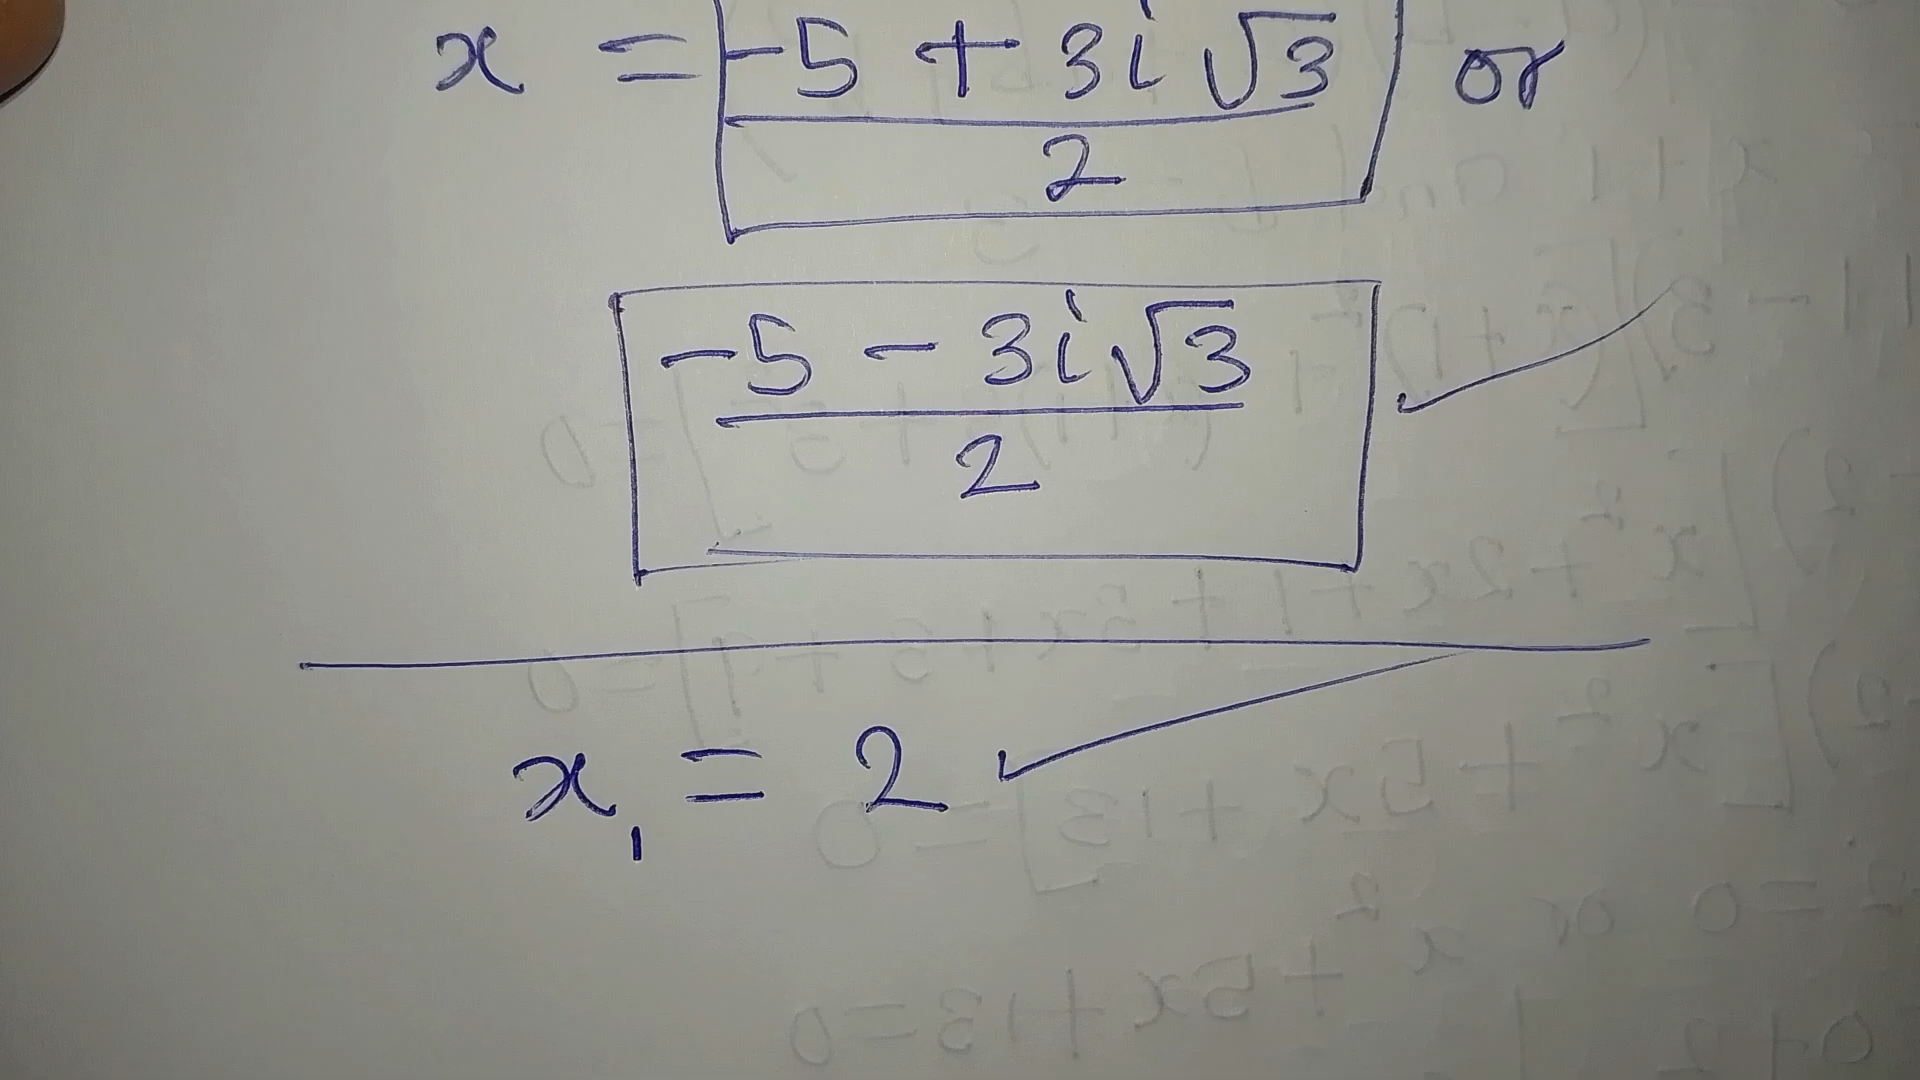 x = -5 + 3i√3 or
2
-5 - 3i√3
2
x₁ = 2